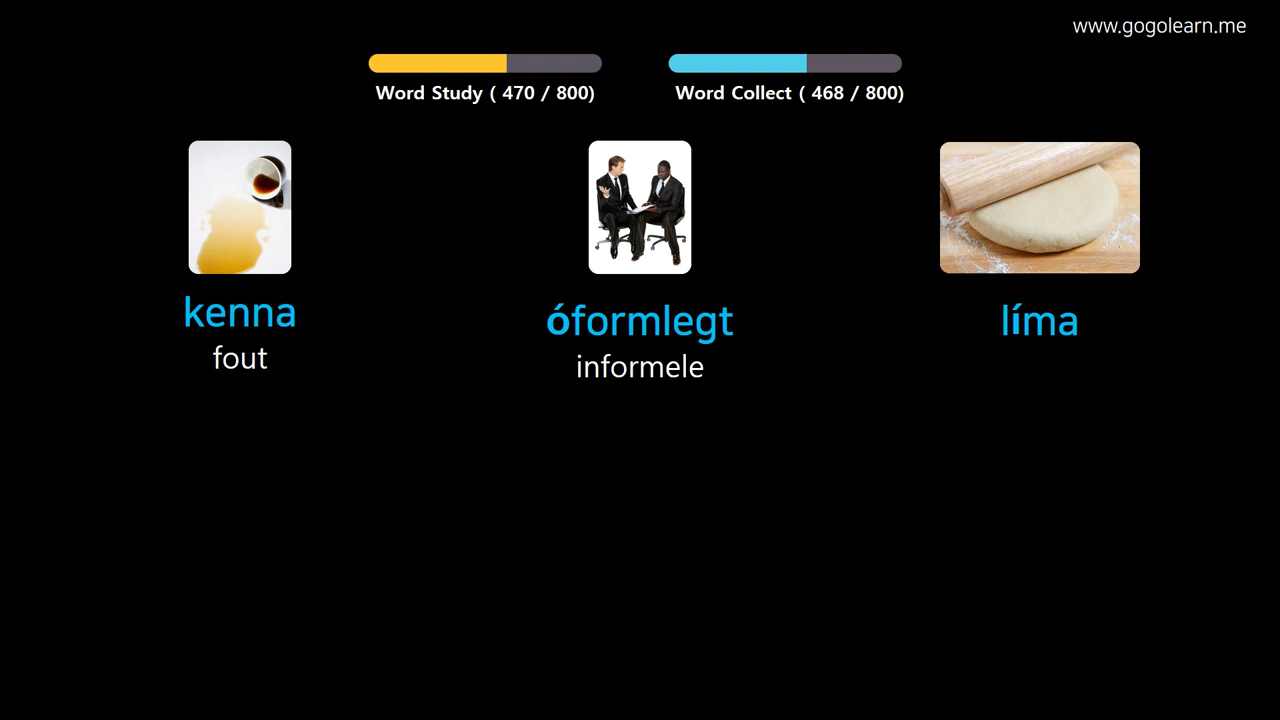 www.gogolearn.me
Word Study ( 470 / 800)
Word Collect ( 468 / 800)
kenna
fout
óformlegt
informele
líma